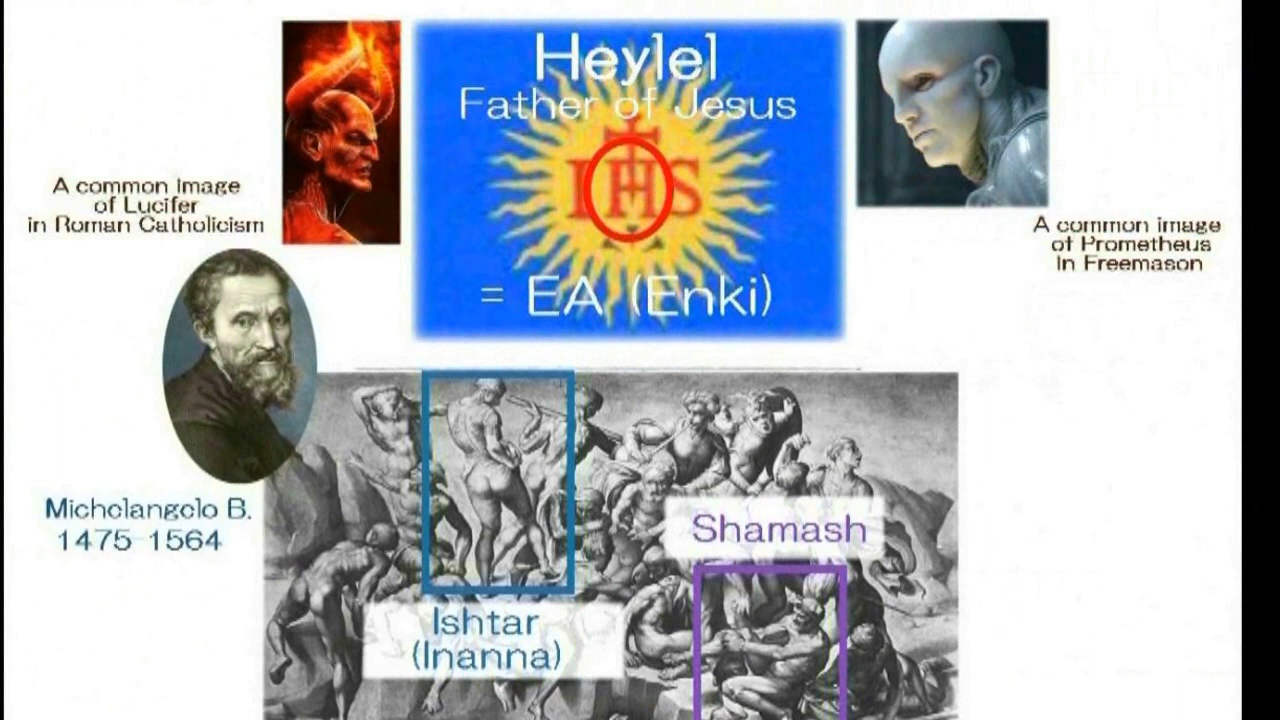 Heylel
Father of Jesus
IHS
= EA (Enki)
A common image
of Lucifer
in Roman Catholicism
A common image
of Prometheus
In Freemason
Michelangelo B.
1475-1564
Shamash
Ishtar
(Inanna)